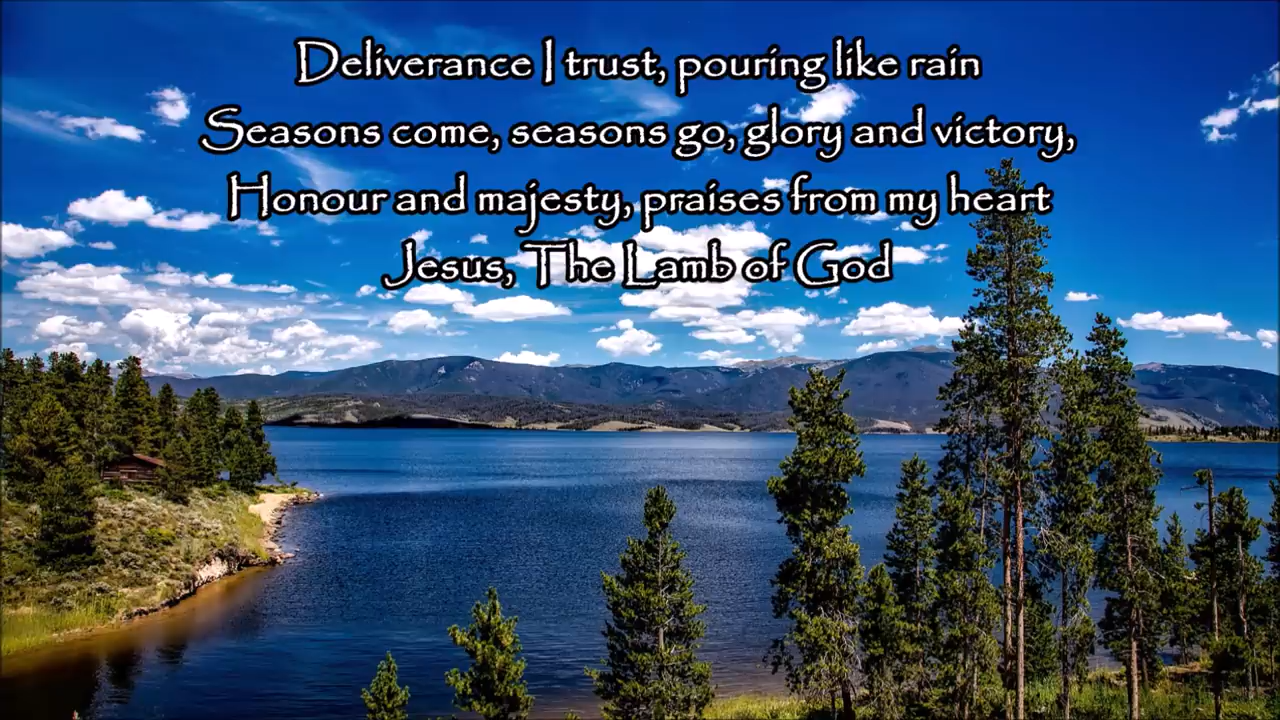 Deliverance I trust, pouring like rain
Seasons come, seasons go, glory and victory,
Honour and majesty, praises from my heart
Jesus, The Lamb of God